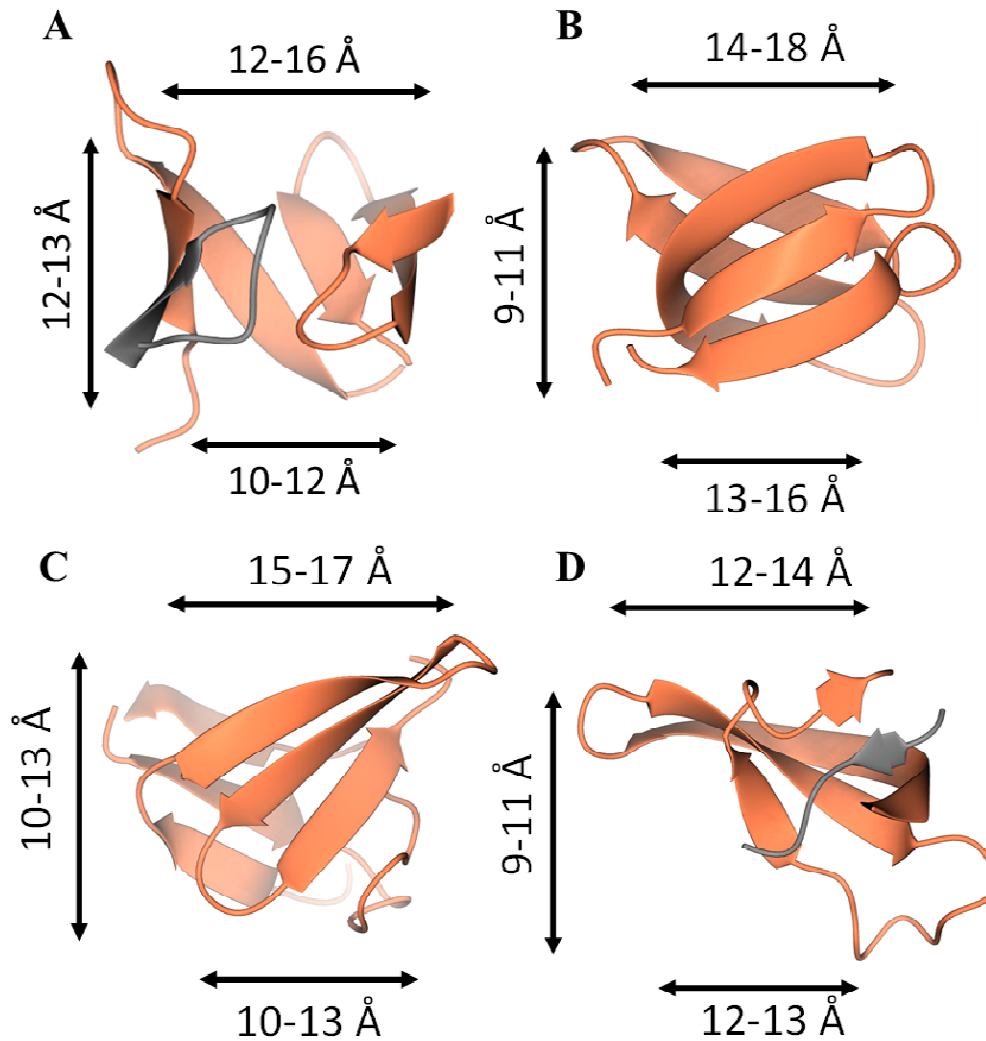 A
B
12-16 Å
14-18 Å
12-13 Å
9-11 Å
10-12 Å
13-16 Å
C
D
15-17 Å
12-14 Å
10-13 Å
9-11 Å
10-13 Å
12-13 Å